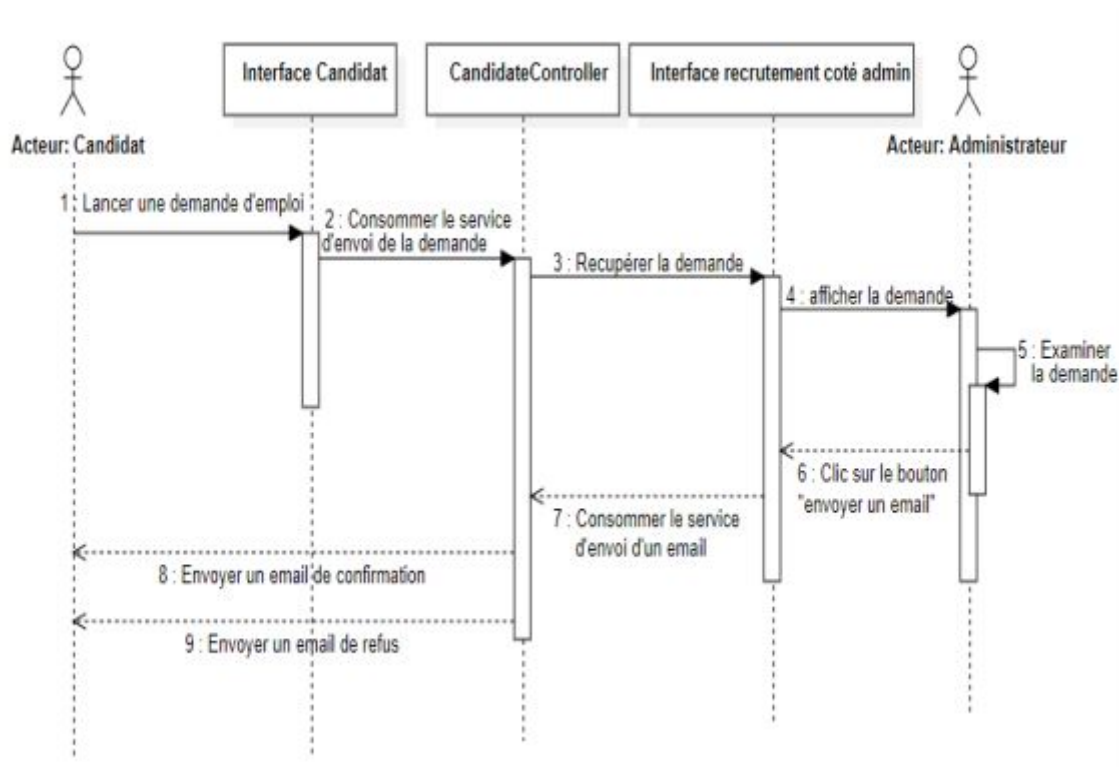 Interface Candidat
CandidateController
Interface recrutement coté admin
Acteur: Candidat
Acteur: Administrateur
1 : Lancer une demande d'emploi
2 : Consommer le service
d'envoi de la demande
3 : Recupérer la demande
4 : afficher la demande
5 : Examiner
la demande
6 : Clic sur le bouton
"envoyer un email"
7 : Consommer le service
d'envoi d'un email
8 : Envoyer un email de confirmation
9 : Envoyer un email de refus